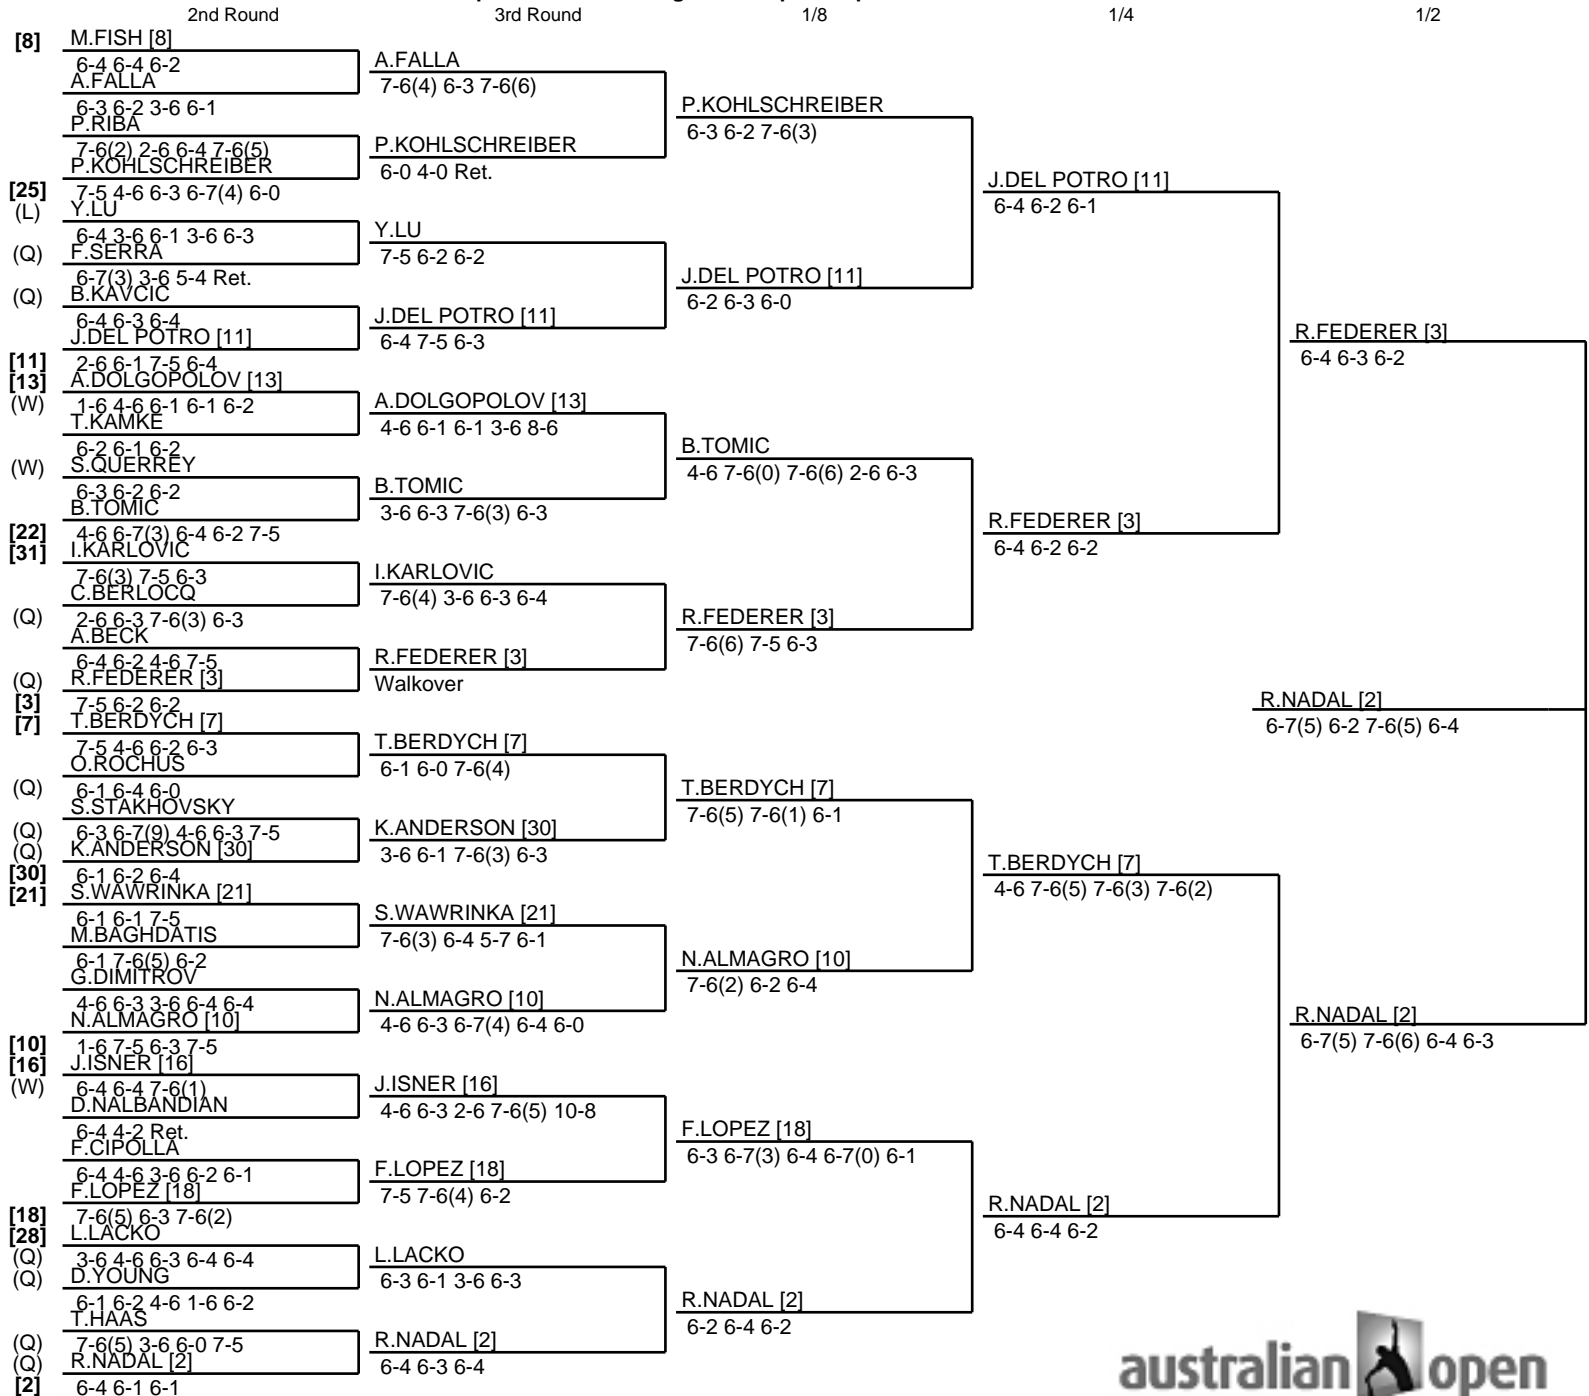 2nd Round 3rd Round 1/8 1/4 1/2
[8] M.FISH [8]
6-4 6-4 6-2
A.FALLA
6-3 6-2 3-6 6-1
P.RIBA
7-6(2) 2-6 6-4 7-6(5)
P.KOHLSCHREIBER
[25] 7-5 4-6 6-3 6-7(4) 6-0
(L) Y.LU
6-4 3-6 6-1 3-6 6-3
(Q) F.SERRA
6-7(3) 3-6 5-4 Ret.
(Q) B.KAVCIC
6-4 6-3 6-4
J.DEL POTRO [11]
[11] 2-6 6-1 7-5 6-4
[13] A.DOLGOPOLOV [13]
(W) 1-6 4-6 6-1 6-1 6-2
T.KAMKE
6-2 6-1 6-2
(W) S.QUERREY
6-3 6-2 6-2
B.TOMIC
[22] 4-6 6-7(3) 6-4 6-2 7-5
[31] I.KARLOVIC
7-6(3) 7-5 6-3
C.BERLOCQ
(Q) 2-6 6-3 7-6(3) 6-3
A.BECK
6-4 6-2 4-6 7-5
(Q) R.FEDERER [3]
[3] 7-5 6-2 6-2
[7] T.BERDYCH [7]
7-5 4-6 6-2 6-3
O.ROCHUS
(Q) 6-1 6-4 6-0
S.STAKHOVSKY
(Q) 6-3 6-7(9) 4-6 6-3 7-5
(Q) K.ANDERSON [30]
[30] 6-1 6-2 6-4
[21] S.WAWRINKA [21]
6-1 6-1 7-5
M.BAGHDATIS
6-1 7-6(5) 6-2
G.DIMITROV
4-6 6-3 3-6 6-4 6-4
N.ALMAGRO [10]
[10] 1-6 7-5 6-3 7-5
[16] J.ISNER [16]
(W) 6-4 6-4 7-6(1)
D.NALBANDIAN
6-4 4-2 Ret.
F.CIPOLLA
6-4 4-6 3-6 6-2 6-1
F.LOPEZ [18]
[18] 7-6(5) 6-3 7-6(2)
[28] L.LACKO
(Q) 3-6 4-6 6-3 6-4 6-4
(Q) D.YOUNG
6-1 6-2 4-6 1-6 6-2
T.HAAS
(Q) 7-6(5) 3-6 6-0 7-5
(Q) R.NADAL [2]
[2] 6-4 6-1 6-1
A.FALLA
7-6(4) 6-3 7-6(6)
P.KOHLSCHREIBER
6-0 4-0 Ret.
Y.LU
7-5 6-2 6-2
J.DEL POTRO [11]
6-4 7-5 6-3
A.DOLGOPOLOV [13]
4-6 6-1 6-1 3-6 8-6
B.TOMIC
3-6 6-3 7-6(3) 6-3
I.KARLOVIC
7-6(4) 3-6 6-3 6-4
R.FEDERER [3]
Walkover
T.BERDYCH [7]
6-1 6-0 7-6(4)
K.ANDERSON [30]
3-6 6-1 7-6(3) 6-3
S.WAWRINKA [21]
7-6(3) 6-4 5-7 6-1
N.ALMAGRO [10]
4-6 6-3 6-7(4) 6-4 6-0
J.ISNER [16]
4-6 6-3 2-6 7-6(5) 10-8
F.LOPEZ [18]
7-5 7-6(4) 6-2
L.LACKO
6-3 6-1 3-6 6-3
R.NADAL [2]
6-4 6-3 6-4
P.KOHLSCHREIBER
6-3 6-2 7-6(3)
J.DEL POTRO [11]
6-2 6-3 6-0
B.TOMIC
4-6 7-6(0) 7-6(6) 2-6 6-3
R.FEDERER [3]
7-6(6) 7-5 6-3
T.BERDYCH [7]
7-6(5) 7-6(1) 6-1
N.ALMAGRO [10]
7-6(2) 6-2 6-4
F.LOPEZ [18]
6-3 6-7(3) 6-4 6-7(0) 6-1
R.NADAL [2]
6-2 6-4 6-2
J.DEL POTRO [11]
6-4 6-2 6-1
R.FEDERER [3]
6-4 6-2 6-2
T.BERDYCH [7]
4-6 7-6(5) 7-6(3) 7-6(2)
R.NADAL [2]
6-4 6-4 6-2
R.FEDERER [3]
6-4 6-3 6-2
R.NADAL [2]
6-7(5) 6-2 7-6(5) 6-4
R.NADAL [2]
6-7(5) 7-6(6) 6-4 6-3
australian open